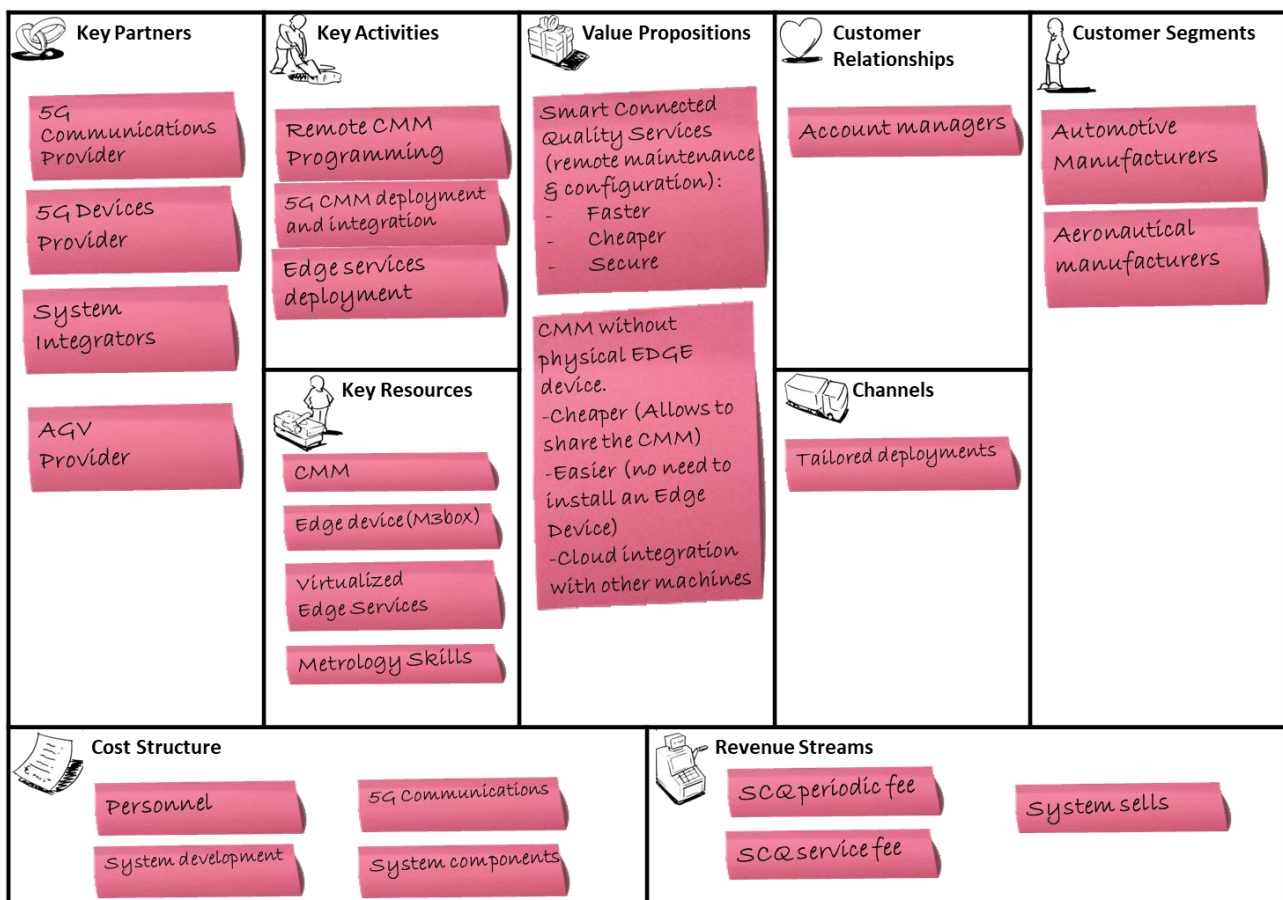 Key Partners
5G
Communications
Provider
5G Devices
Provider
System
Integrators
AGV
Provider
Key Activities
Remote CMM
Programming
5G CMM deployment
and integration
Edge services
deployment
Key Resources
CMM
Edge device (M3box)
Virtualized
Edge Services
Metrology Skills
Value Propositions
Smart Connected
Quality Services
(remote maintenance
& configuration):
- Faster
- Cheaper
- Secure
CMM without
physical EDGE
device.
-Cheaper (Allows to
share the CMM)
-Easier (no need to
install an Edge
Device)
-Cloud integration
with other machines
Customer
Relationships
Account managers
Channels
Tailored deployments
Customer Segments
Automotive
Manufacturers
Aeronautical
manufacturers
Cost Structure
Personnel
5G Communications
System development
System components
Revenue Streams
SCQ periodic fee
System sells
SCQ service fee